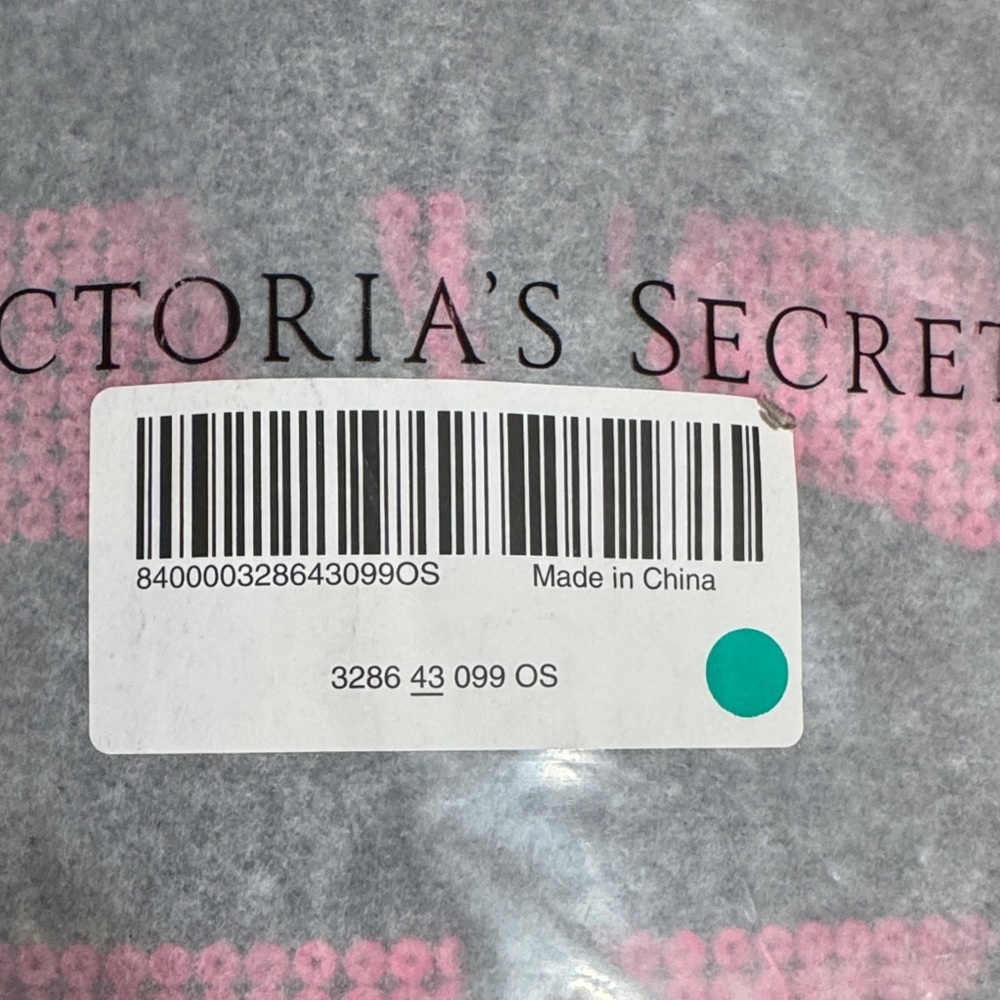 CTORIA'S SECRET
840000328643099OS
Made in China
3286 43 099 OS